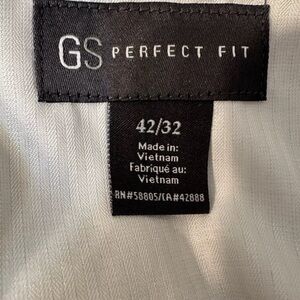 GS PERFECT FIT
42/32
Made in:
Vietnam
Fabriqué au:
Vietnam
RN#58805/CA#42888